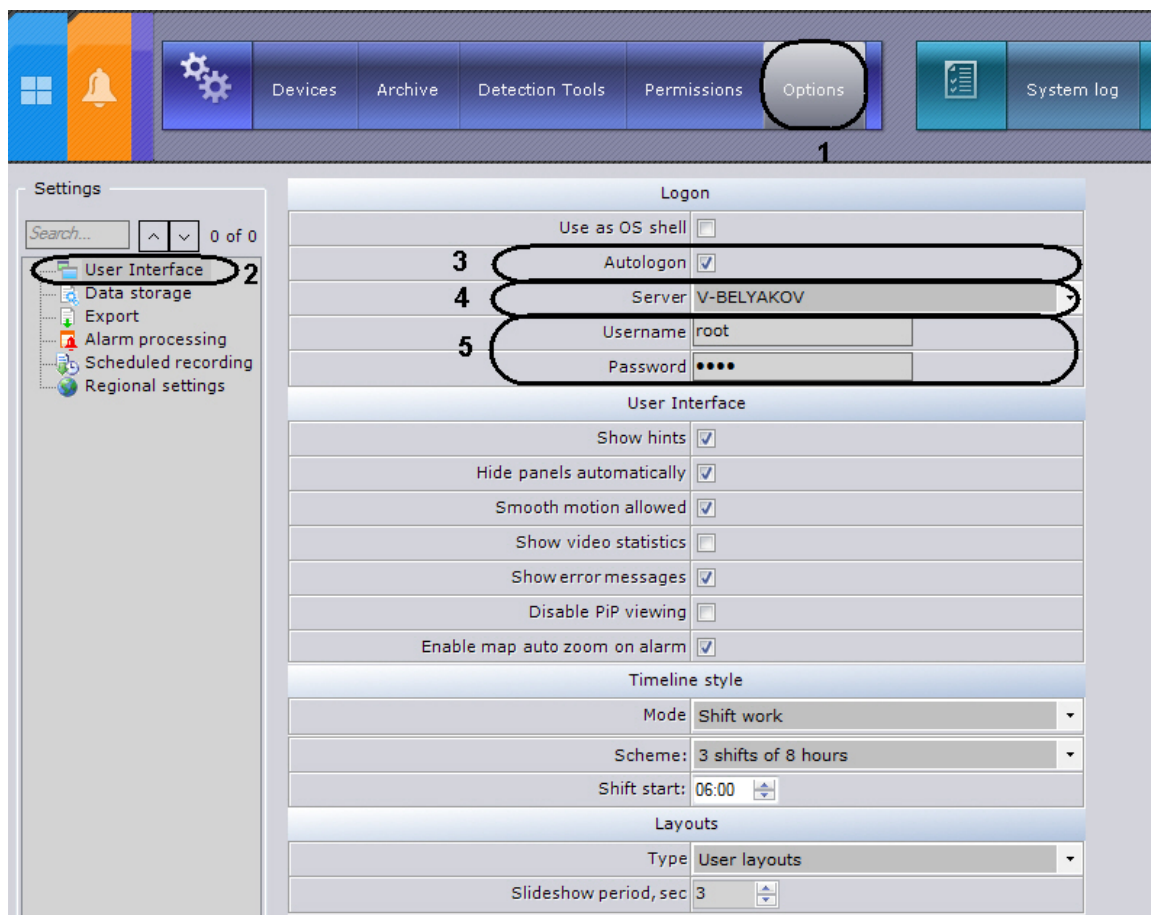 Devices Archive Detection Tools Permissions Options System log
1
Settings
Search... 0 of 0
User Interface 2
Data storage
Export
Alarm processing
Scheduled recording
Regional settings
Logon
Use as OS shell
3 Autologon
4 Server V-BELYAKOV
5
Username root
Password ••••
User Interface
Show hints
Hide panels automatically
Smooth motion allowed
Show video statistics
Show error messages
Disable PiP viewing
Enable map auto zoom on alarm
Timeline style
Mode Shift work
Scheme: 3 shifts of 8 hours
Shift start: 06:00
Layouts
Type User layouts
Slideshow period, sec 3